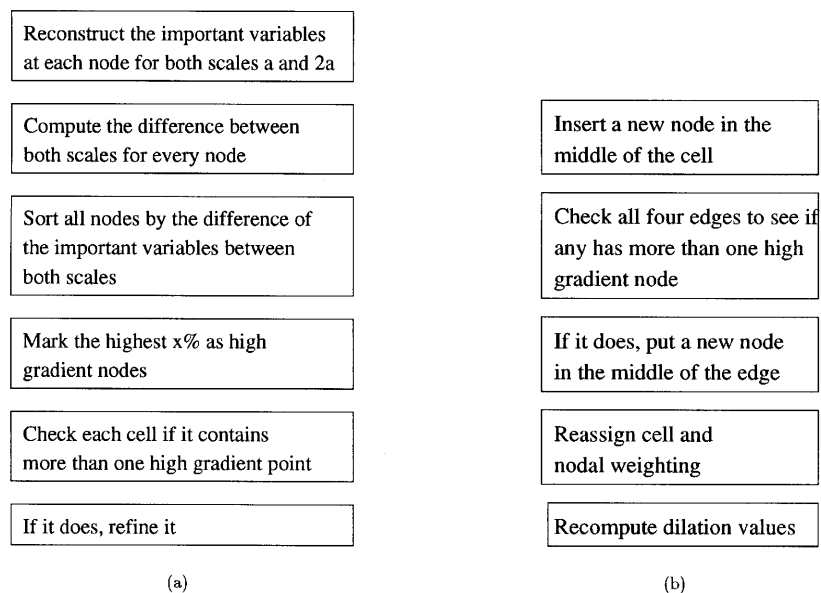 Reconstruct the important variables
at each node for both scales a and 2a
Compute the difference between
both scales for every node
Sort all nodes by the difference of
the important variables between
both scales
Mark the highest x% as high
gradient nodes
Check each cell if it contains
more than one high gradient point
If it does, refine it
(a)
Insert a new node in the
middle of the cell
Check all four edges to see if
any has more than one high
gradient node
If it does, put a new node
in the middle of the edge
Reassign cell and
nodal weighting
Recompute dilation values
(b)